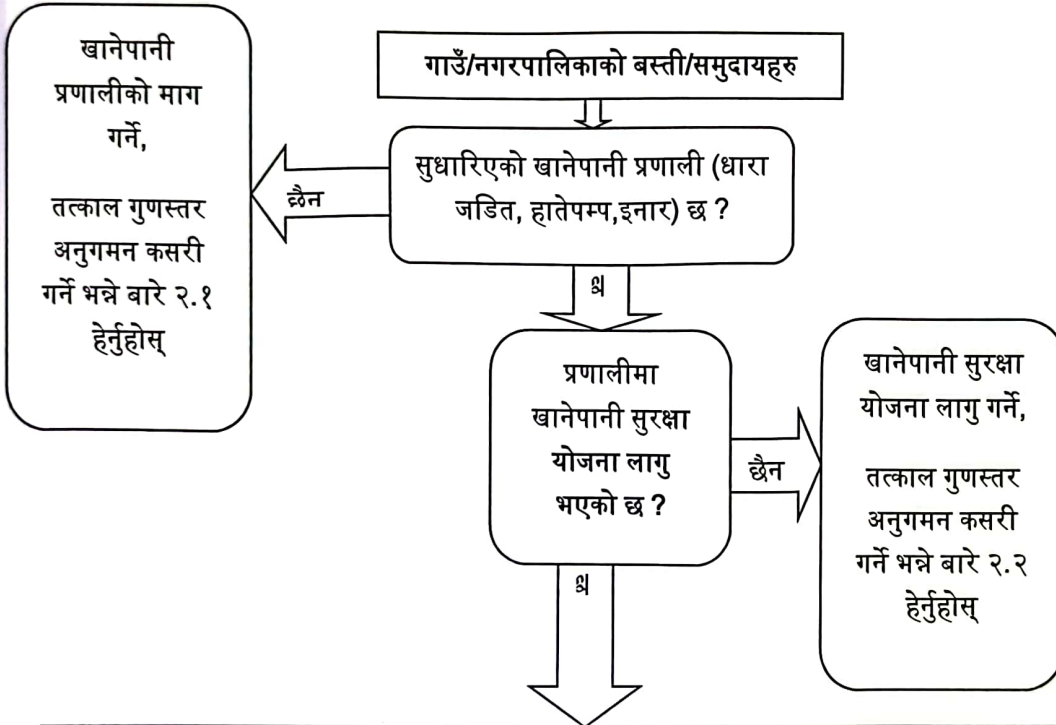 गाउँ/नगरपालिकाको बस्ती/समुदायहरु
सुधारिएको खानेपानी प्रणाली (धारा
जडित, हातेपम्प,इनार) छ ?
छैन
खानेपानी
प्रणालीको माग
गर्ने,
तत्काल गुणस्तर
अनुगमन कसरी
गर्ने भन्ने बारे २.१
हेर्नुहोस्
छ
प्रणालीमा
खानेपानी सुरक्षा
योजना लागु
भएको छ ?
छैन
खानेपानी सुरक्षा
योजना लागु गर्ने,
तत्काल गुणस्तर
अनुगमन कसरी
गर्ने भन्ने बारे २.२
हेर्नुहोस्
छ